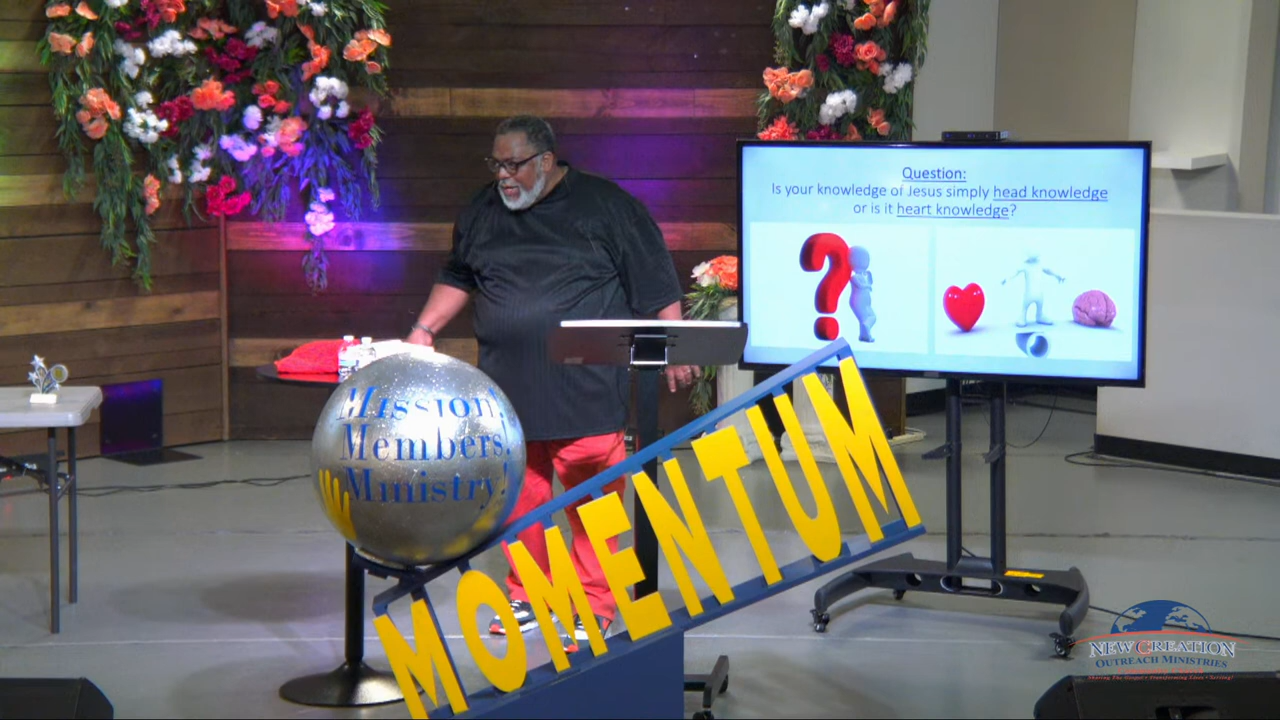 Question:
Is your knowledge of Jesus simply head knowledge
or is it heart knowledge?
Mission!
Members!
Ministry!
MOMENTUM
NEW CREATION
OUTREACH MINISTRIES